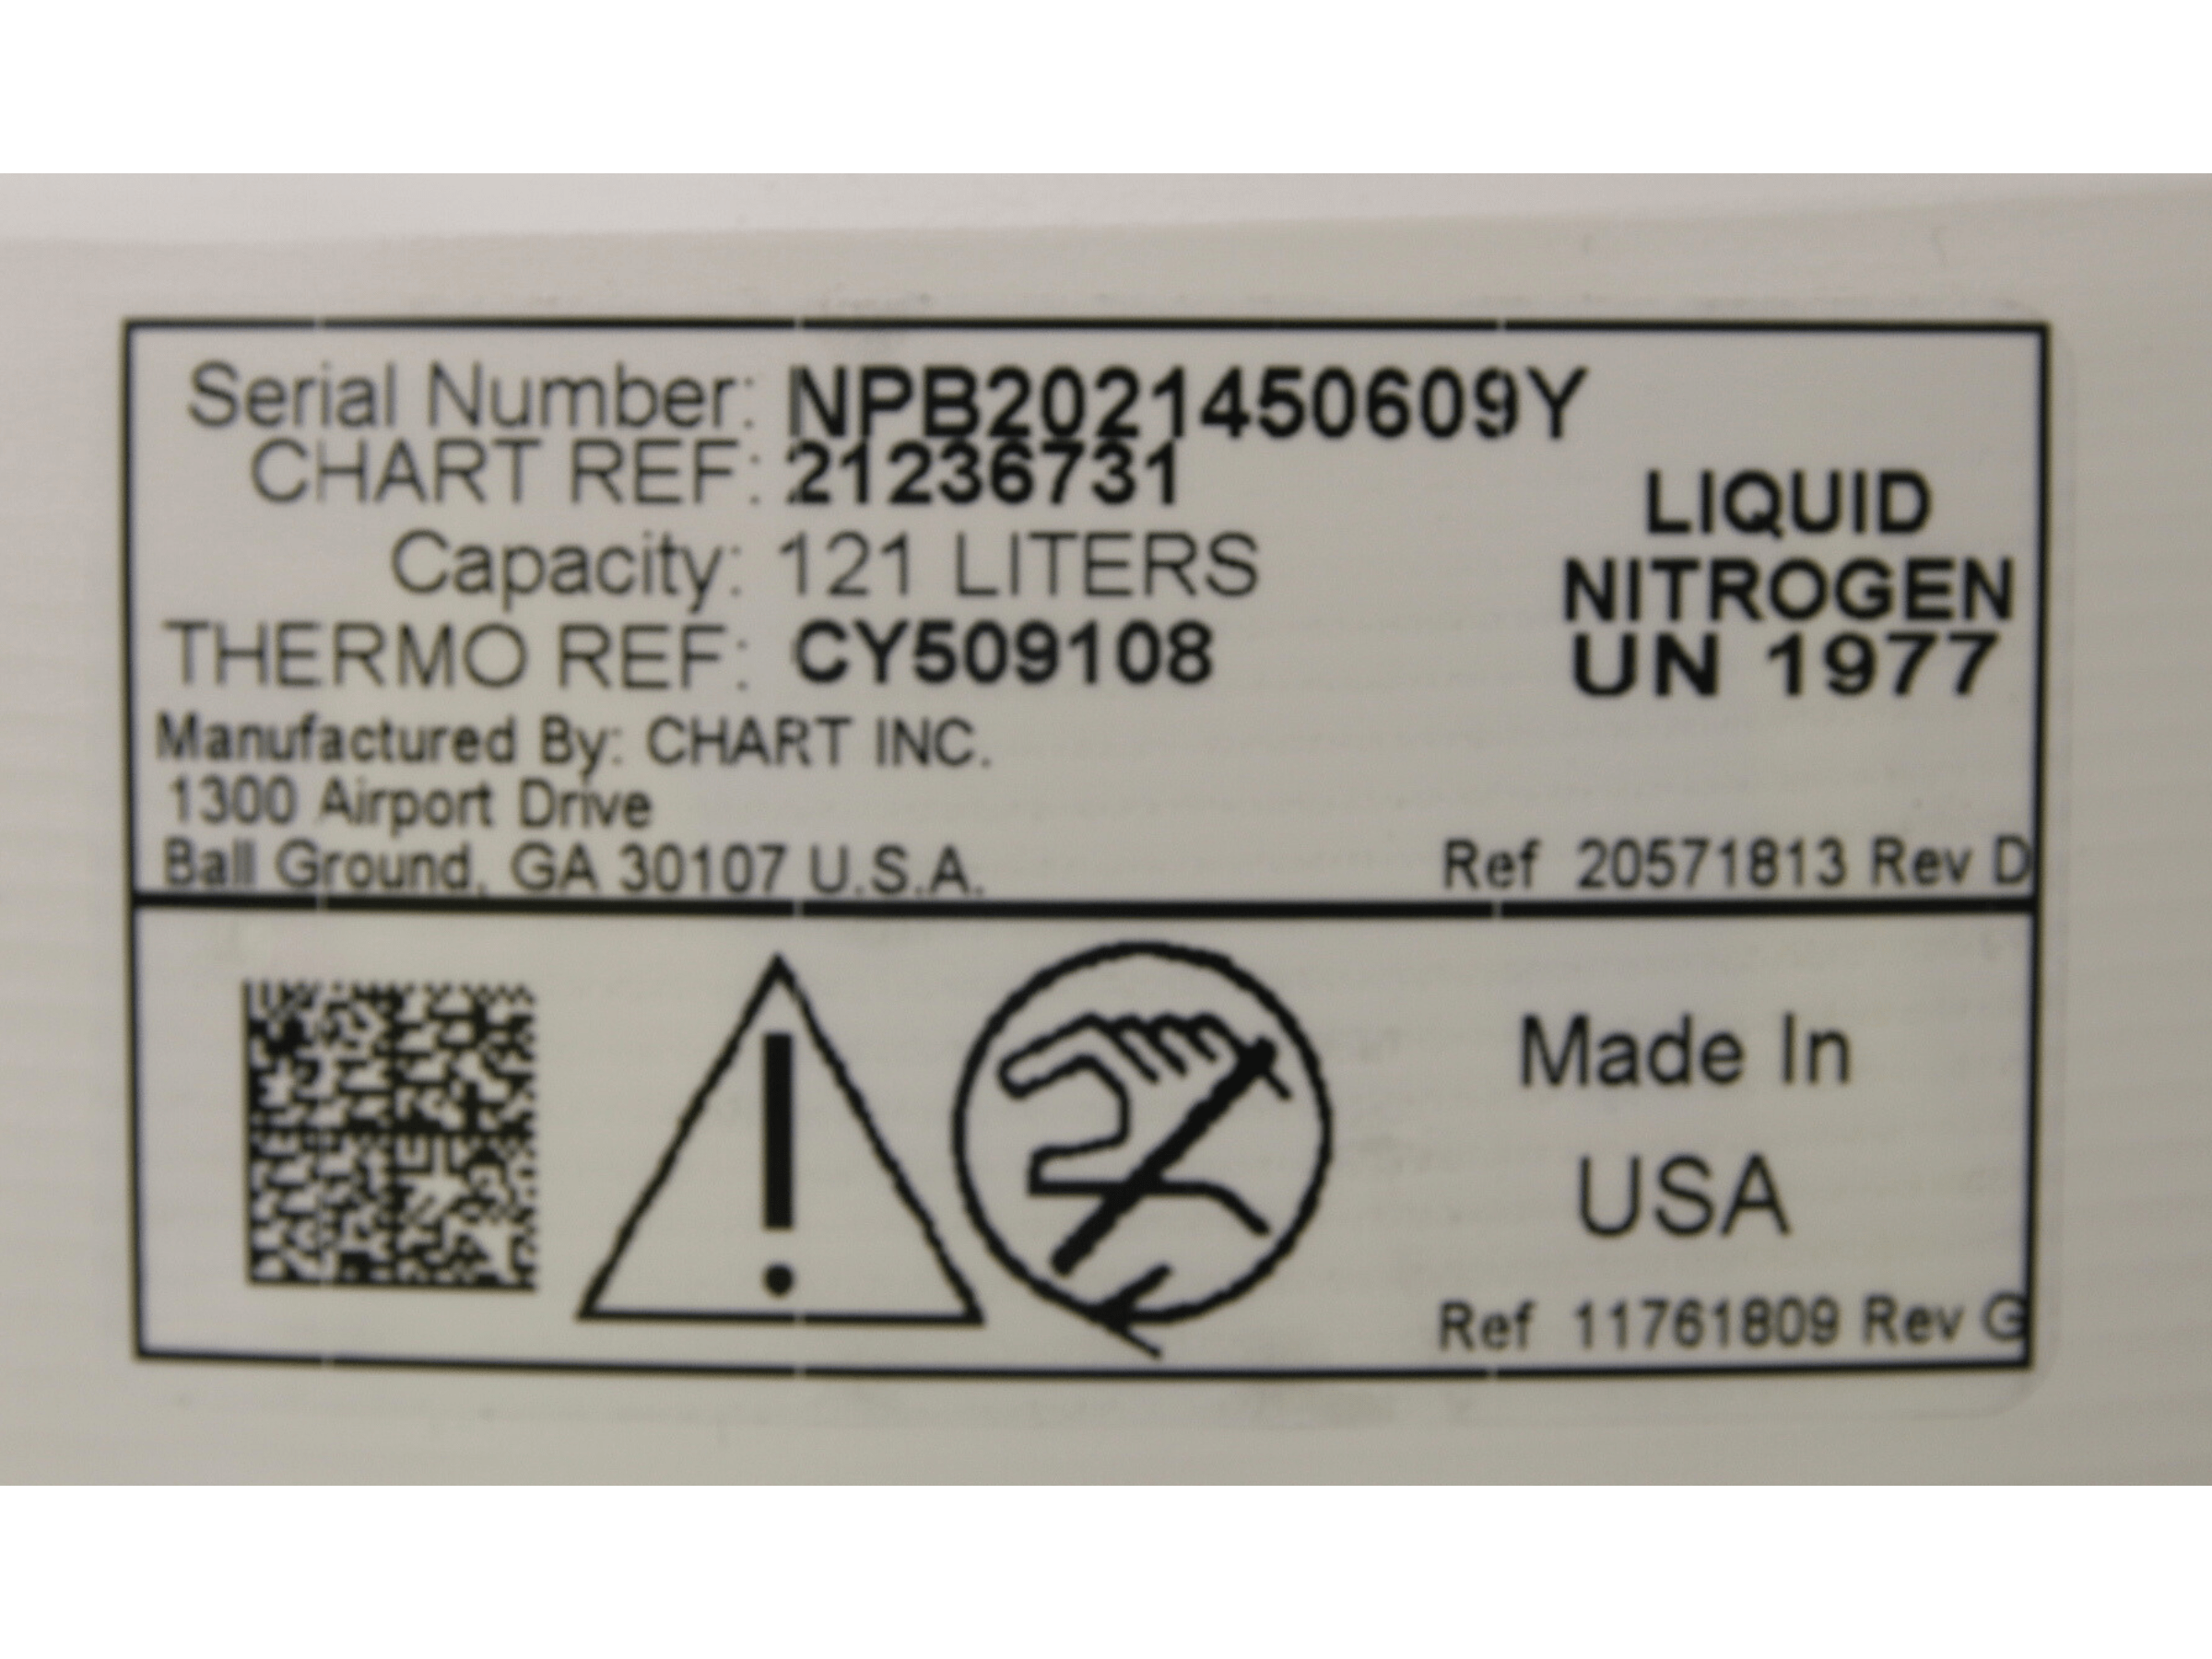 Serial Number: NPB2021450609Y
CHART REF: 21236731
Capacity: 121 LITERS
THERMO REF: CY509108
LIQUID
NITROGEN
UN 1977
Manufactured By: CHART INC.
1300 Airport Drive
Ball Ground, GA 30107 U.S.A.
Ref 20571813 Rev D
Made In
USA
Ref 11761809 Rev G